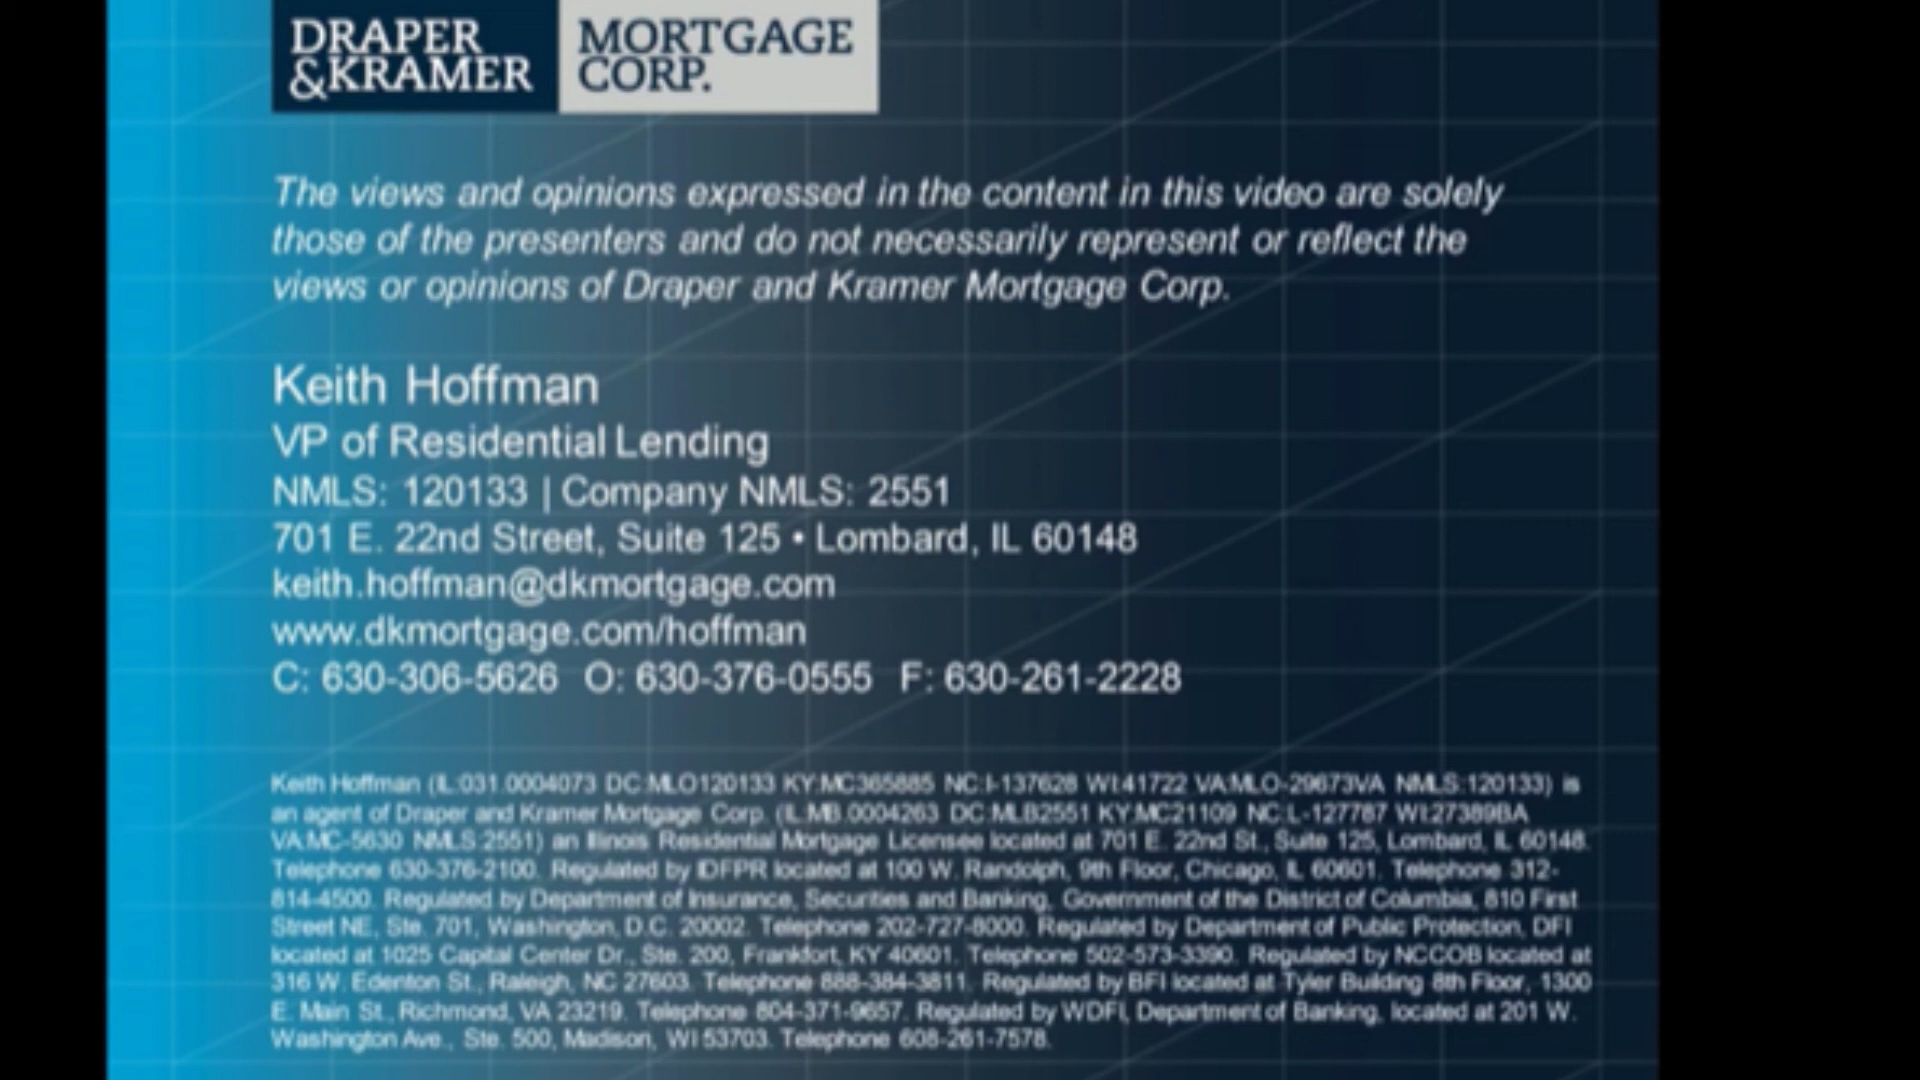 DRAPER
&KRAMER
MORTGAGE
CORP.
The views and opinions expressed in the content in this video are solely
those of the presenters and do not necessarily represent or reflect the
views or opinions of Draper and Kramer Mortgage Corp.
Keith Hoffman
VP of Residential Lending
NMLS: 120133 | Company NMLS: 2551
701 E. 22nd Street, Suite 125 • Lombard, IL 60148
keith.hoffman@dkmortgage.com
www.dkmortgage.com/hoffman
C: 630-306-5626 O: 630-376-0555 F: 630-261-2228
Keith Hoffman (IL:031.0004073 DC:MLO120133 KY:MC365885 NC:I-137628 WI:41722 VA:MLO-29673VA NMLS:120133) is
an agent of Draper and Kramer Mortgage Corp. (IL:MB.0004263 DC:MLB2551 KY:MC21109 NC:L-127787 WI:27389BA
VA:MC-5630 NMLS:2551) an Illinois Residential Mortgage Licensee located at 701 E. 22nd St., Suite 125, Lombard, IL 60148.
Telephone 630-376-2100. Regulated by IDFPR located at 100 W. Randolph, 9th Floor, Chicago, IL 60601. Telephone 312-
814-4500. Regulated by Department of Insurance, Securities and Banking, Government of the District of Columbia, 810 First
Street NE, Ste. 701, Washington, D.C. 20002. Telephone 202-727-8000. Regulated by Department of Public Protection, DFI
located at 1025 Capital Center Dr., Ste. 200, Frankfort, KY 40601. Telephone 502-573-3390. Regulated by NCCOB located at
316 W. Edenton St., Raleigh, NC 27603. Telephone 888-384-3811. Regulated by BFI located at Tyler Building 8th Floor, 1300
E. Main St., Richmond, VA 23219. Telephone 804-371-9657. Regulated by WDFI, Department of Banking, located at 201 W.
Washington Ave., Ste. 500, Madison, WI 53703. Telephone 608-261-7578.